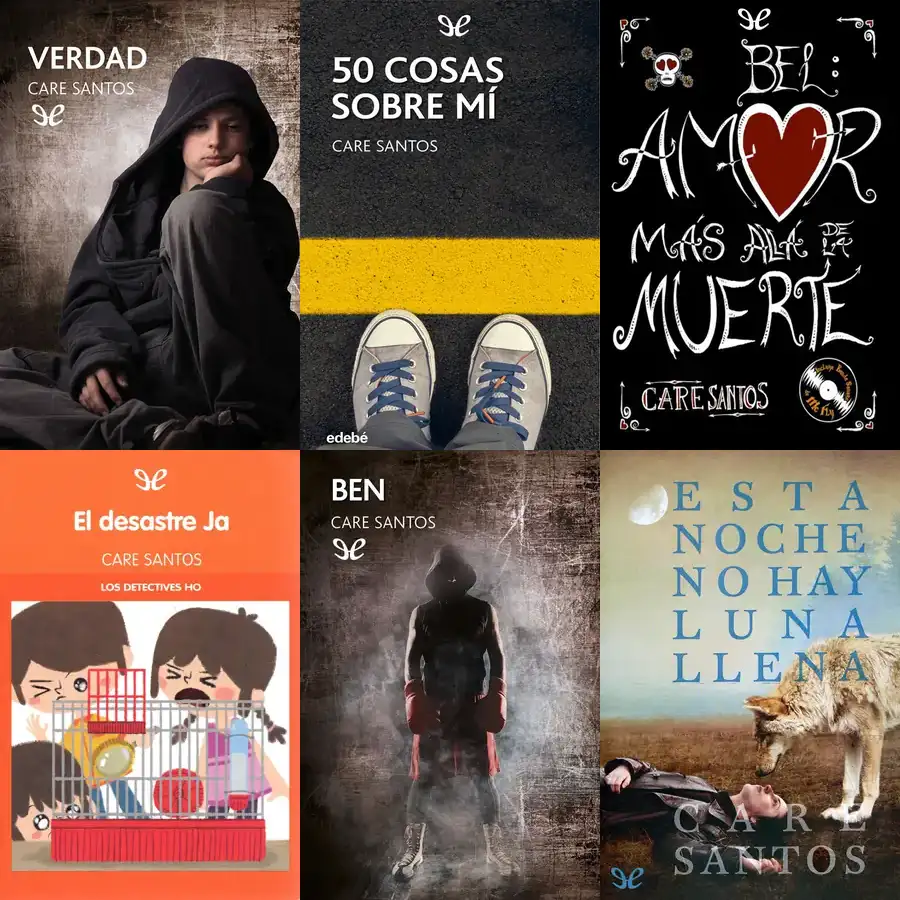 VERDAD
CARE SANTOS
50 COSAS
SOBRE MÍ
CARE SANTOS
edebé
BEL:
AMOR
MÁS ALLÁ DE LA
MUERTE
CARE SANTOS
El desastre Ja
CARE SANTOS
LOS DETECTIVES HO
BEN
CARE SANTOS
ESTA
NOCHE
NO HAY
LUNA
LLENA
CARE
SANTOS